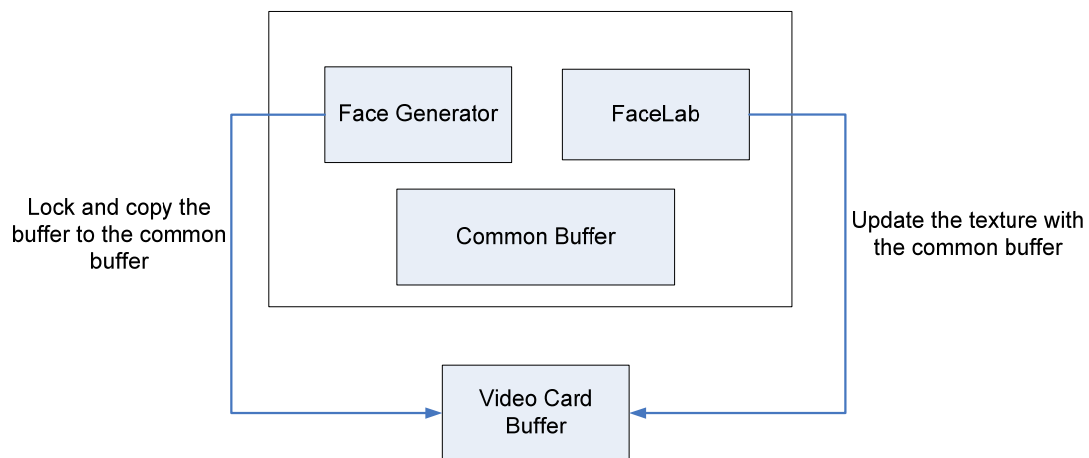 Face Generator
FaceLab
Lock and copy the
buffer to the common
buffer
Common Buffer
Update the texture with
the common buffer
Video Card
Buffer